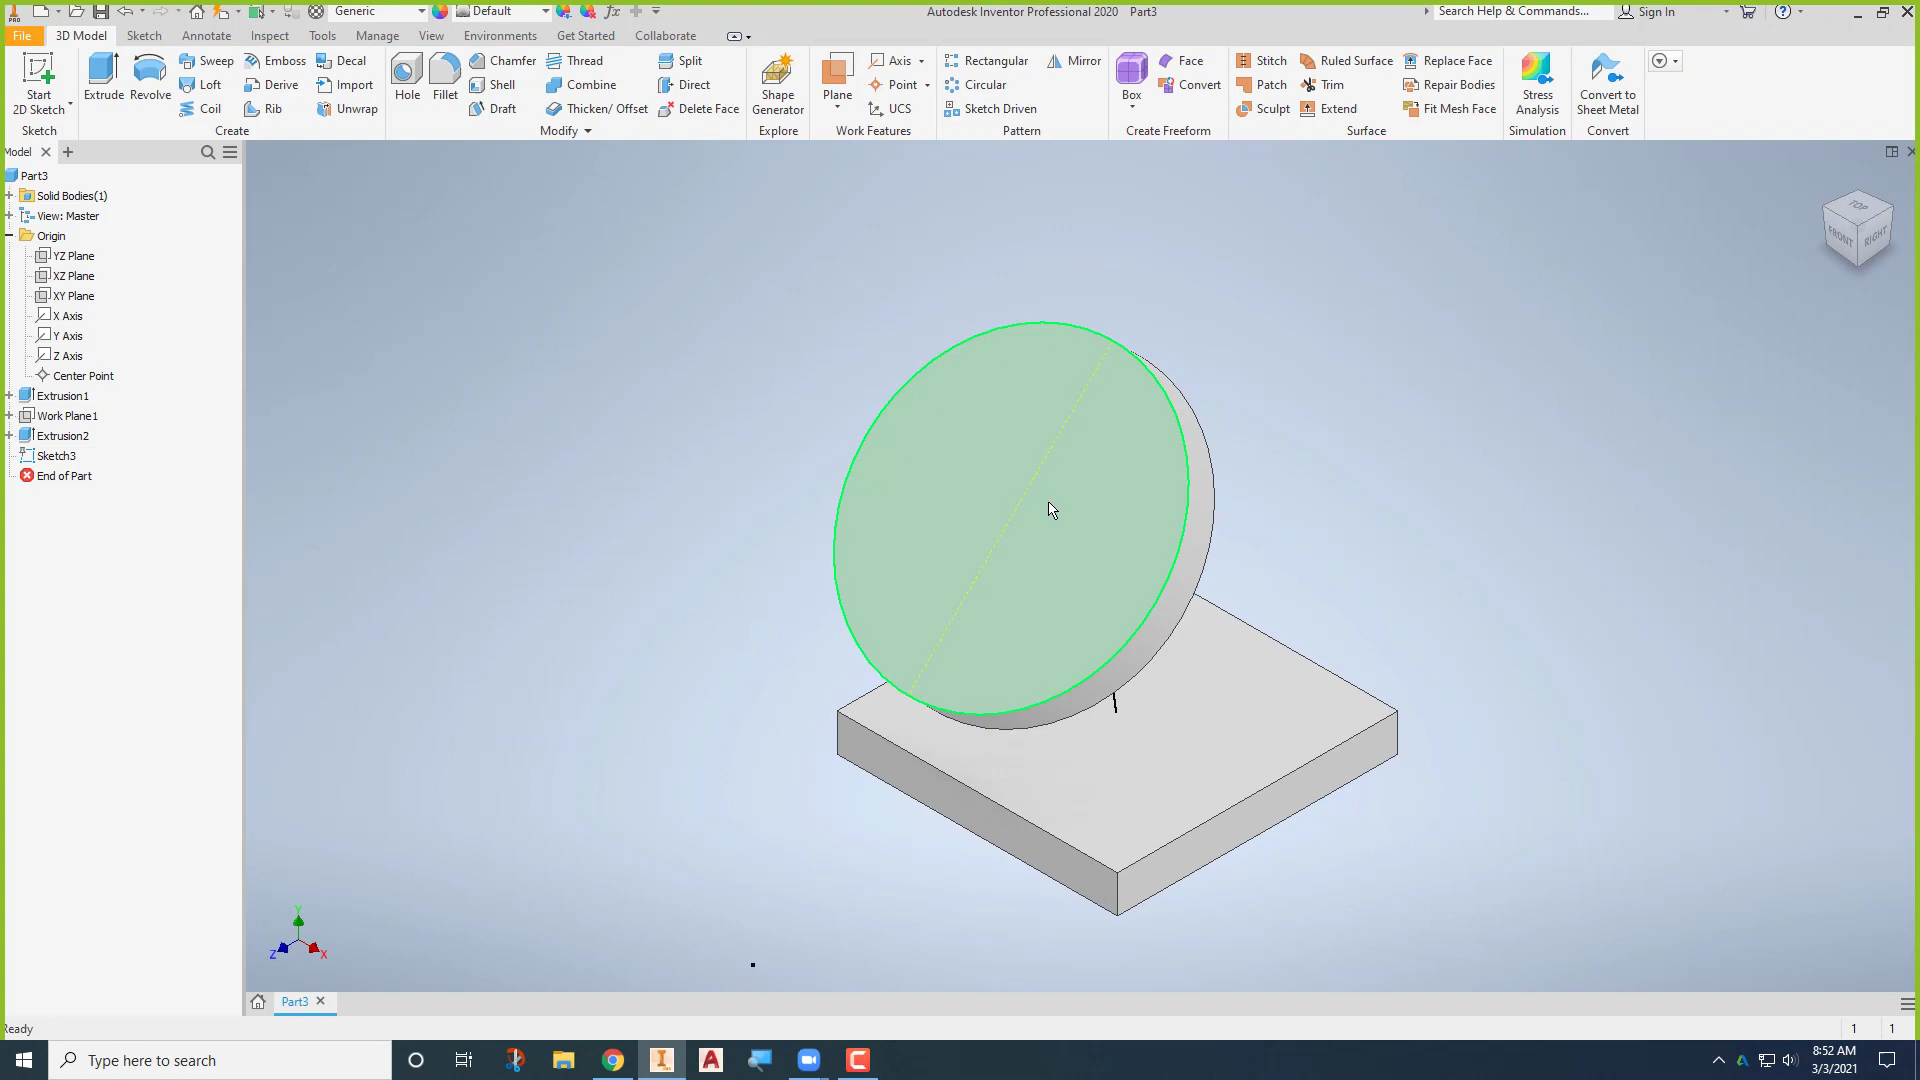 PRO
Generic
Default
fx
Autodesk Inventor Professional 2020 Part3
Search Help & Commands...
Sign In
File 3D Model Sketch Annotate Inspect Tools Manage View Environments Get Started Collaborate
Start
2D Sketch
Sketch
Extrude
Revolve
Sweep
Loft
Coil
Emboss
Derive
Rib
Decal
Import
Unwrap
Create
Hole
Fillet
Chamfer
Shell
Draft
Thread
Combine
Thicken/ Offset
Split
Direct
Delete Face
Modify
Shape
Generator
Explore
Plane
Axis
Point
UCS
Work Features
Rectangular
Circular
Sketch Driven
Mirror
Pattern
Box
Face
Convert
Create Freeform
Stitch
Patch
Sculpt
Ruled Surface
Trim
Extend
Replace Face
Repair Bodies
Fit Mesh Face
Surface
Stress
Analysis
Simulation
Convert to
Sheet Metal
Convert
Model
Part3
Solid Bodies(1)
View: Master
Origin
YZ Plane
XZ Plane
XY Plane
X Axis
Y Axis
Z Axis
Center Point
Extrusion1
Work Plane1
Extrusion2
Sketch3
End of Part
TOP
FRONT RIGHT
Y
Z X
Part3
Ready
1 1
Type here to search
8:52 AM
3/3/2021